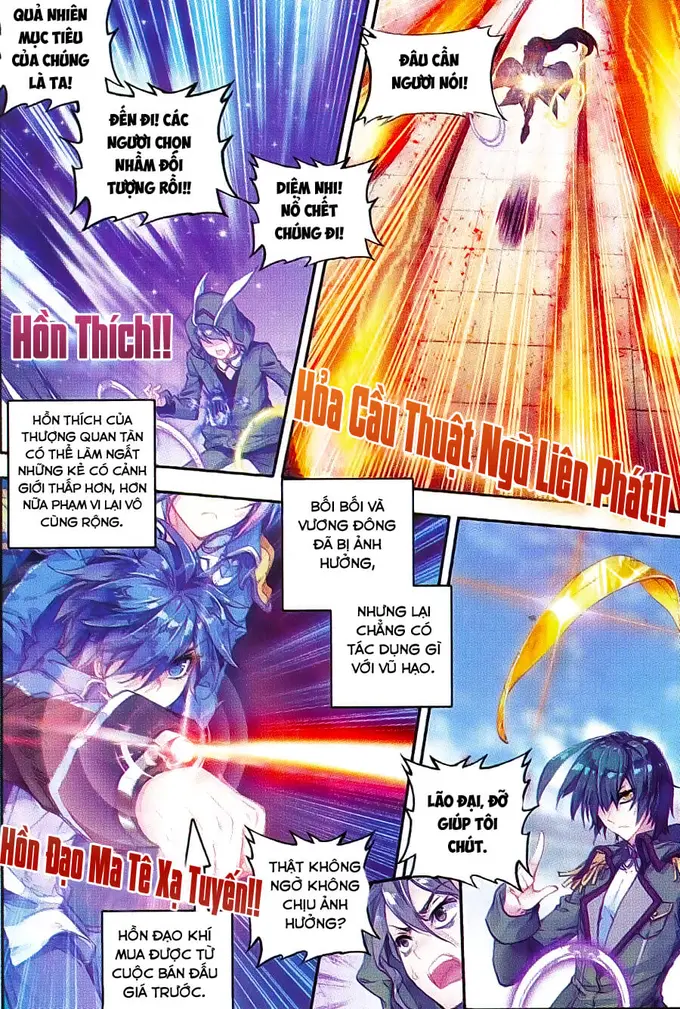 QUẢ NHIÊN
MỤC TIÊU
CỦA CHÚNG
LÀ TA!
ĐẾN ĐI! CÁC
NGƯƠI CHỌN
NHẦM ĐỐI
TƯỢNG RỒI!!
DIỆM NHI!
NỔ CHẾT
CHÚNG ĐI!
ĐÂU CẦN
NGƯƠI NÓI!
HỒN THÍCH!!
HỎA CẦU THUẬT NGŨ LIÊN PHÁT!!
HỒN THÍCH CỦA
THƯỢNG QUAN TÂN
CÓ THỂ LÀM NGẤT
NHỮNG KẺ CÓ CẢNH
GIỚI THẤP HƠN, HƠN
NỮA PHẠM VI LẠI VÔ
CÙNG RỘNG.
BỐI BỐI VÀ
VƯƠNG ĐÔNG
ĐÃ BỊ ẢNH
HƯỞNG,
NHƯNG LẠI
CHẲNG CÓ
TÁC DỤNG GÌ
VỚI VŨ HẠO.
HỒN ĐẠO MA TÊ XẠ TUYẾN!!
HỒN ĐẠO KHÍ
MUA ĐƯỢC TỪ
CUỘC BÁN ĐẤU
GIÁ TRƯỚC.
THẬT KHÔNG
NGỜ KHÔNG
CHỊU ẢNH
HƯỞNG?
LÃO ĐẠI, ĐỠ
GIÚP TÔI
CHÚT.